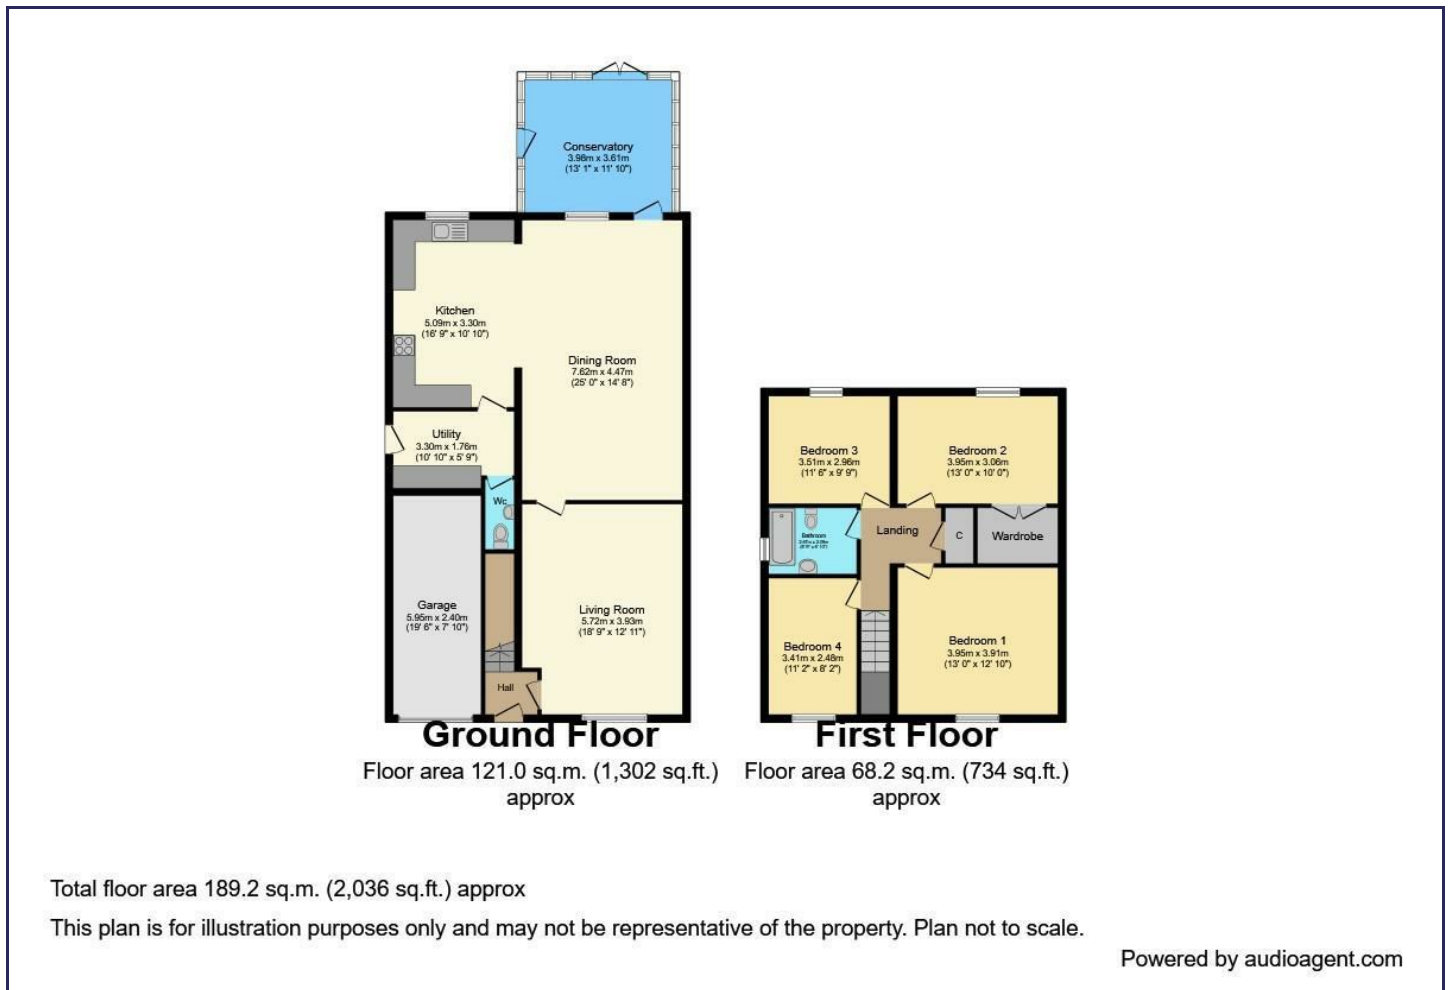 Conservatory
3.98m x 3.61m
(13' 1" x 11' 10")
Kitchen
5.09m x 3.30m
(16' 9" x 10' 10")
Dining Room
7.62m x 4.47m
(25' 0" x 14' 8")
Utility
3.30m x 1.76m
(10' 10" x 5' 9")
Wc
Garage
5.95m x 2.40m
(19' 6" x 7' 10")
Living Room
5.72m x 3.93m
(18' 9" x 12' 11")
Hall
Ground Floor
Floor area 121.0 sq.m. (1,302 sq.ft.)
approx
Bedroom 3
3.51m x 2.96m
(11' 6" x 9' 9")
Bedroom 2
3.95m x 3.06m
(13' 0" x 10' 0")
Bathroom
Landing
C
Wardrobe
Bedroom 4
3.41m x 2.48m
(11' 2" x 8' 2")
Bedroom 1
3.95m x 3.91m
(13' 0" x 12' 10")
First Floor
Floor area 68.2 sq.m. (734 sq.ft.)
approx
Total floor area 189.2 sq.m. (2,036 sq.ft.) approx
This plan is for illustration purposes only and may not be representative of the property. Plan not to scale.
Powered by audioagent.com